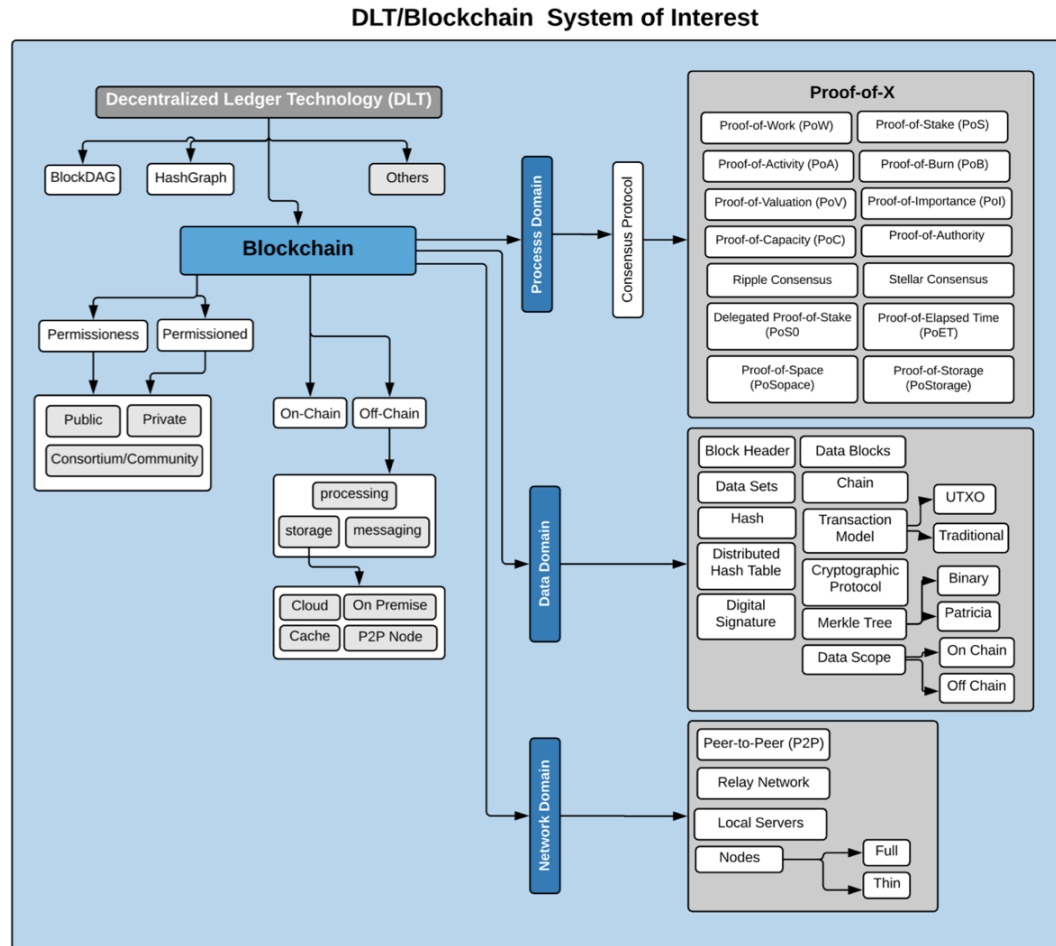 DLT/Blockchain System of Interest
Decentralized Ledger Technology (DLT)
BlockDAG
HashGraph
Others
Blockchain
Permissioness
Permissioned
Public
Private
Consortium/Community
On-Chain
Off-Chain
processing
storage
messaging
Cloud
On Premise
Cache
P2P Node
Processs Domain
Consensus Protocol
Proof-of-X
Proof-of-Work (PoW)
Proof-of-Stake (PoS)
Proof-of-Activity (PoA)
Proof-of-Burn (PoB)
Proof-of-Valuation (PoV)
Proof-of-Importance (PoI)
Proof-of-Capacity (PoC)
Proof-of-Authority
Ripple Consensus
Stellar Consensus
Delegated Proof-of-Stake
(PoS0
Proof-of-Elapsed Time
(PoET)
Proof-of-Space
(PoSopace)
Proof-of-Storage
(PoStorage)
Data Domain
Block Header
Data Blocks
Data Sets
Chain
Hash
Transaction
Model
UTXO
Traditional
Distributed
Hash Table
Cryptographic
Protocol
Digital
Signature
Merkle Tree
Binary
Patricia
Data Scope
On Chain
Off Chain
Network Domain
Peer-to-Peer (P2P)
Relay Network
Local Servers
Nodes
Full
Thin